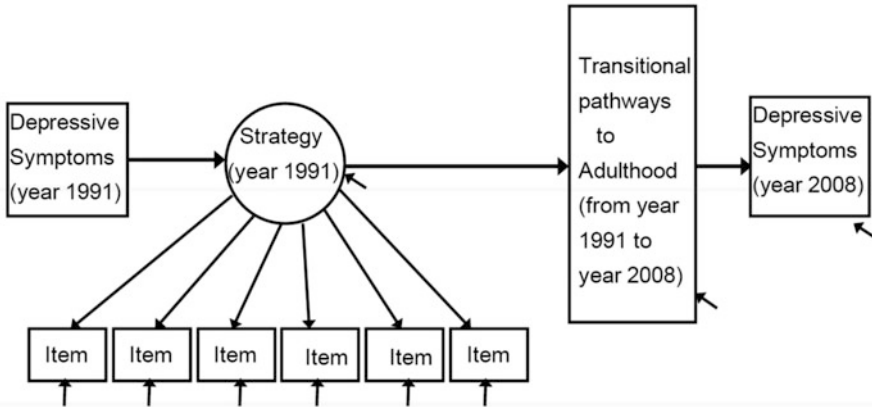 Depressive
Symptoms
(year 1991)
Strategy
(year 1991)
Transitional
pathways
to
Adulthood
(from year
1991 to
year 2008)
Depressive
Symptoms
(year 2008)
Item
Item
Item
Item
Item
Item